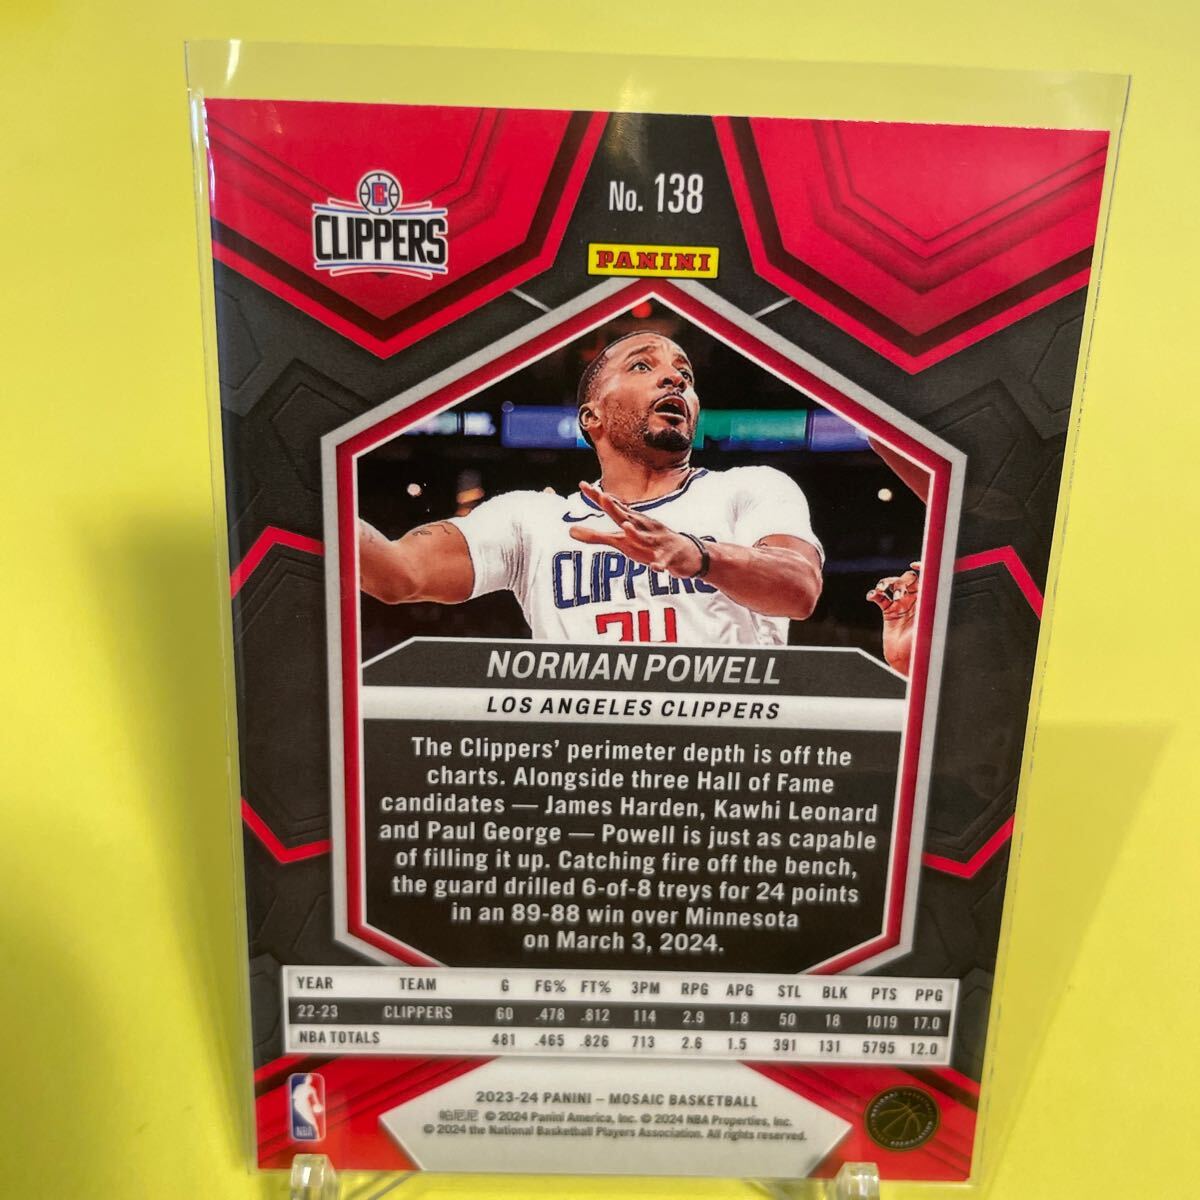 No. 138
CLIPPERS
PANINI
CLIPPERS
NORMAN POWELL
LOS ANGELES CLIPPERS
The Clippers' perimeter depth is off the
charts. Alongside three Hall of Fame
candidates — James Harden, Kawhi Leonard
and Paul George — Powell is just as capable
of filling it up. Catching fire off the bench,
the guard drilled 6-of-8 treys for 24 points
in an 89-88 win over Minnesota
on March 3, 2024.
YEAR TEAM G FG% FT% 3PM RPG APG STL BLK PTS PPG
22-23 CLIPPERS 60 .478 .812 114 2.9 1.8 50 18 1019 17.0
NBA TOTALS 481 .465 .826 713 2.6 1.5 391 131 5795 12.0
2023-24 PANINI – MOSAIC BASKETBALL
帕尼尼 © 2024 Panini America, Inc. © 2024 NBA Properties, Inc.
© 2024 the National Basketball Players Association. All rights reserved.
NBA